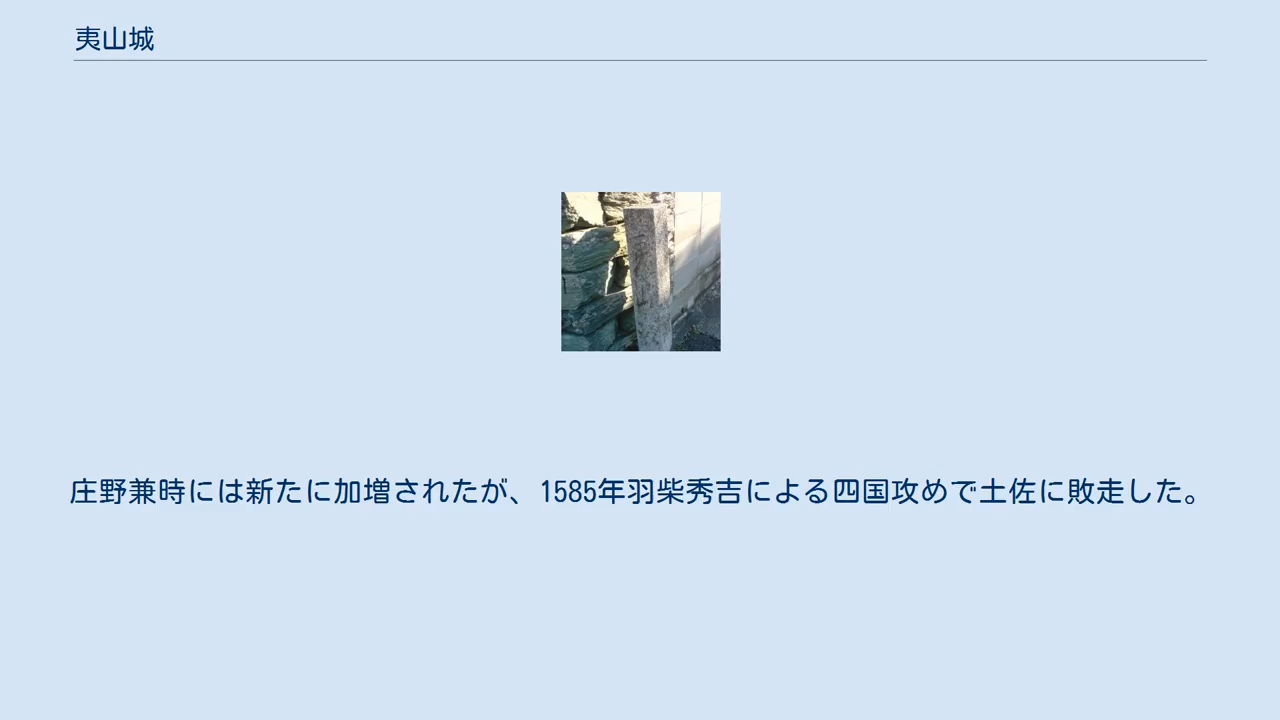 夷山城
庄野兼時には新たに加増されたが、1585年羽柴秀吉による四国攻めで土佐に敗走した。